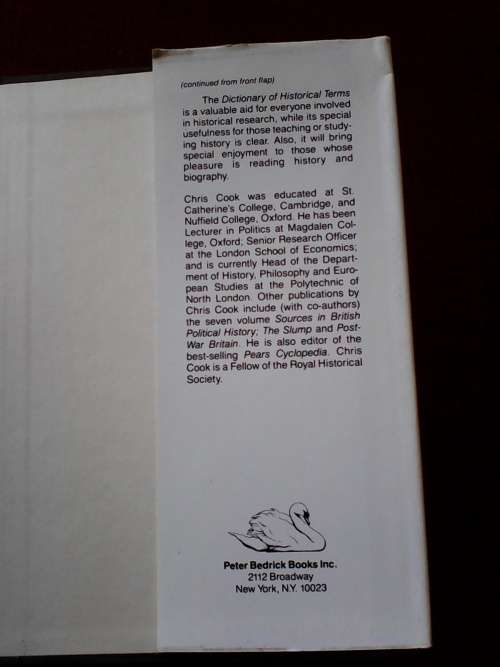 (continued from front flap)
The Dictionary of Historical Terms
is a valuable aid for everyone involved
in historical research, while its special
usefulness for those teaching or study-
ing history is clear. Also, it will bring
special enjoyment to those whose
pleasure is reading history and
biography.
Chris Cook was educated at St.
Catherine's College, Cambridge, and
Nuffield College, Oxford. He has been
Lecturer in Politics at Magdalen Col-
lege, Oxford; Senior Research Officer
at the London School of Economics;
and is currently Head of the Depart-
ment of History, Philosophy and Euro-
pean Studies at the Polytechnic of
North London. Other publications by
Chris Cook include (with co-authors)
the seven volume Sources in British
Political History; The Slump and Post-
War Britain. He is also editor of the
best-selling Pears Cyclopedia. Chris
Cook is a Fellow of the Royal Historical
Society.
Peter Bedrick Books Inc.
2112 Broadway
New York, N.Y. 10023